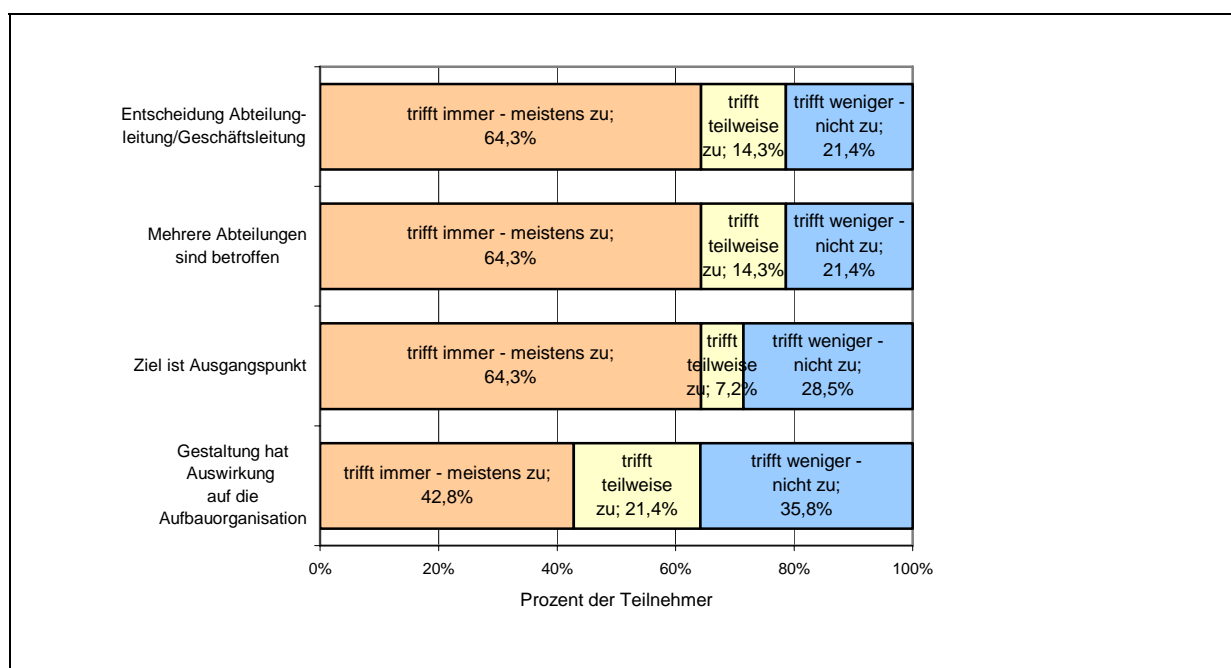 Entscheidung Abteilung-
leitung/Geschäftsleitung
trifft immer - meistens zu;
64,3%
trifft
teilweise
zu; 14,3%
trifft weniger -
nicht zu;
21,4%
Mehrere Abteilungen
sind betroffen
trifft immer - meistens zu;
64,3%
trifft
teilweise
zu; 14,3%
trifft weniger -
nicht zu;
21,4%
Ziel ist Ausgangspunkt
trifft immer - meistens zu;
64,3%
trifft
teilweise
zu; 7,2%
trifft weniger -
nicht zu;
28,5%
Gestaltung hat
Auswirkung
auf die
Aufbauorganisation
trifft immer - meistens zu;
42,8%
trifft
teilweise
zu; 21,4%
trifft weniger -
nicht zu;
35,8%
0% 20% 40% 60% 80% 100%
Prozent der Teilnehmer